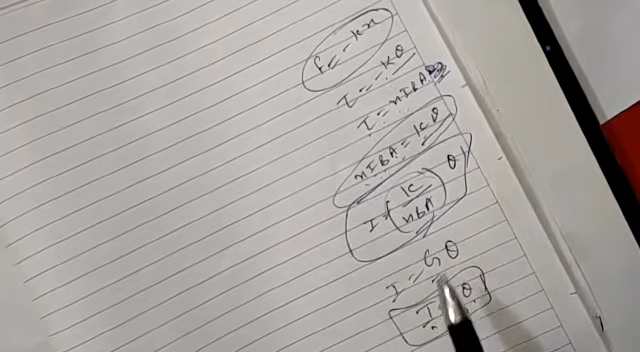 F = -kx
τ = -kθ
τ = nIBA
nIBA = kθ
I = (k/nBA) θ
I = Gθ
I θ